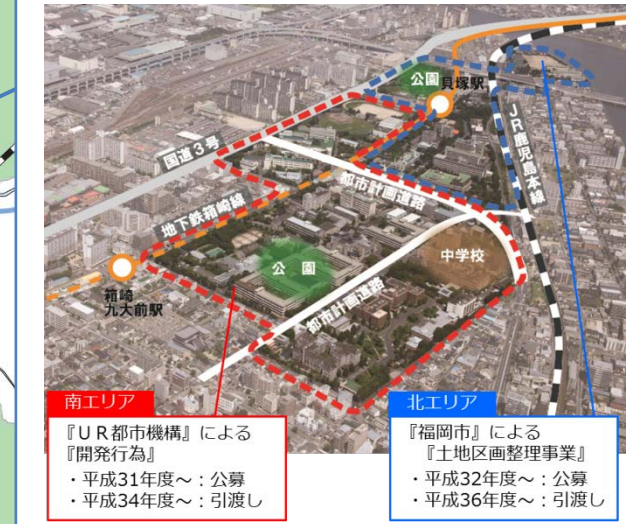 公園
貝塚駅
国道3号
JR鹿児島本線
都市計画道路
地下鉄箱崎線
中学校
公 園
箱崎
九大前駅
都市計画道路
南エリア
『UR都市機構』による
『開発行為』
・平成31年度～:公募
・平成34年度～:引渡し
北エリア
『福岡市』による
『土地区画整理事業』
・平成32年度～:公募
・平成36年度～:引渡し